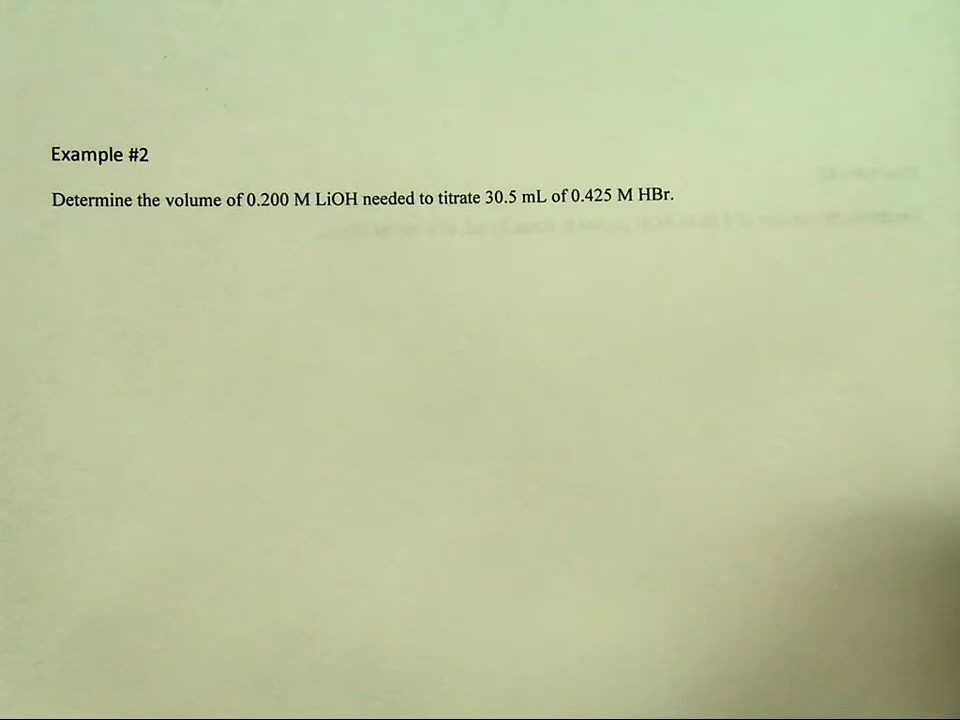 Example #2
Determine the volume of 0.200 M LiOH needed to titrate 30.5 mL of 0.425 M HBr.